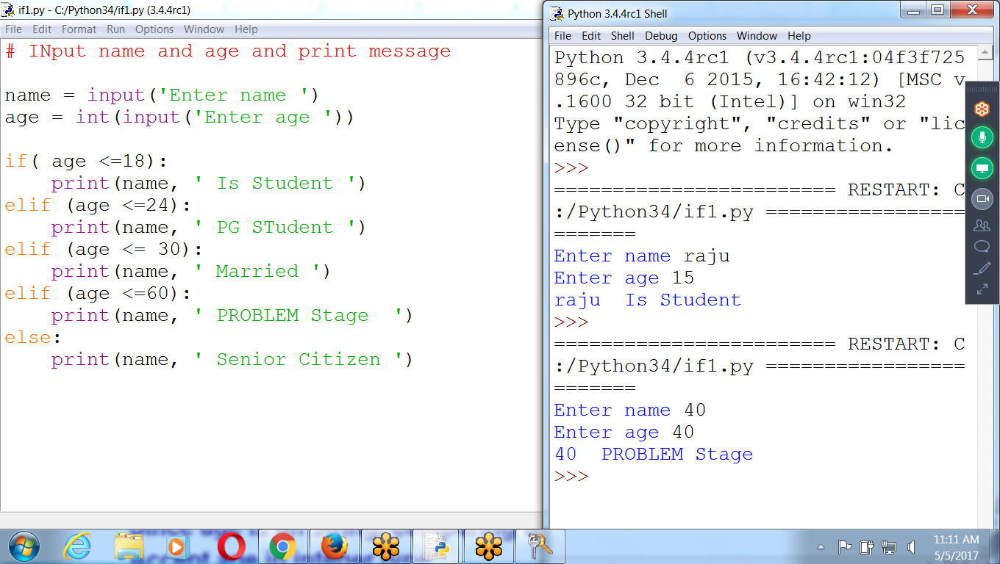 if1.py - C:/Python34/if1.py (3.4.4rc1)
File Edit Format Run Options Window Help
# INput name and age and print message
name = input('Enter name ')
age = int(input('Enter age '))
if( age <=18):
    print(name, ' Is Student ')
elif (age <=24):
    print(name, ' PG STudent ')
elif (age <= 30):
    print(name, ' Married ')
elif (age <=60):
    print(name, ' PROBLEM Stage  ')
else:
    print(name, ' Senior Citizen ')
Python 3.4.4rc1 Shell
File Edit Shell Debug Options Window Help
Python 3.4.4rc1 (v3.4.4rc1:04f3f725
896c, Dec  6 2015, 16:42:12) [MSC v
.1600 32 bit (Intel)] on win32
Type "copyright", "credits" or "lic
ense()" for more information.
>>>
======================== RESTART: C
:/Python34/if1.py =================
=======
Enter name raju
Enter age 15
raju  Is Student
>>>
======================== RESTART: C
:/Python34/if1.py =================
=======
Enter name 40
Enter age 40
40  PROBLEM Stage
>>>
11:11 AM
5/5/2017